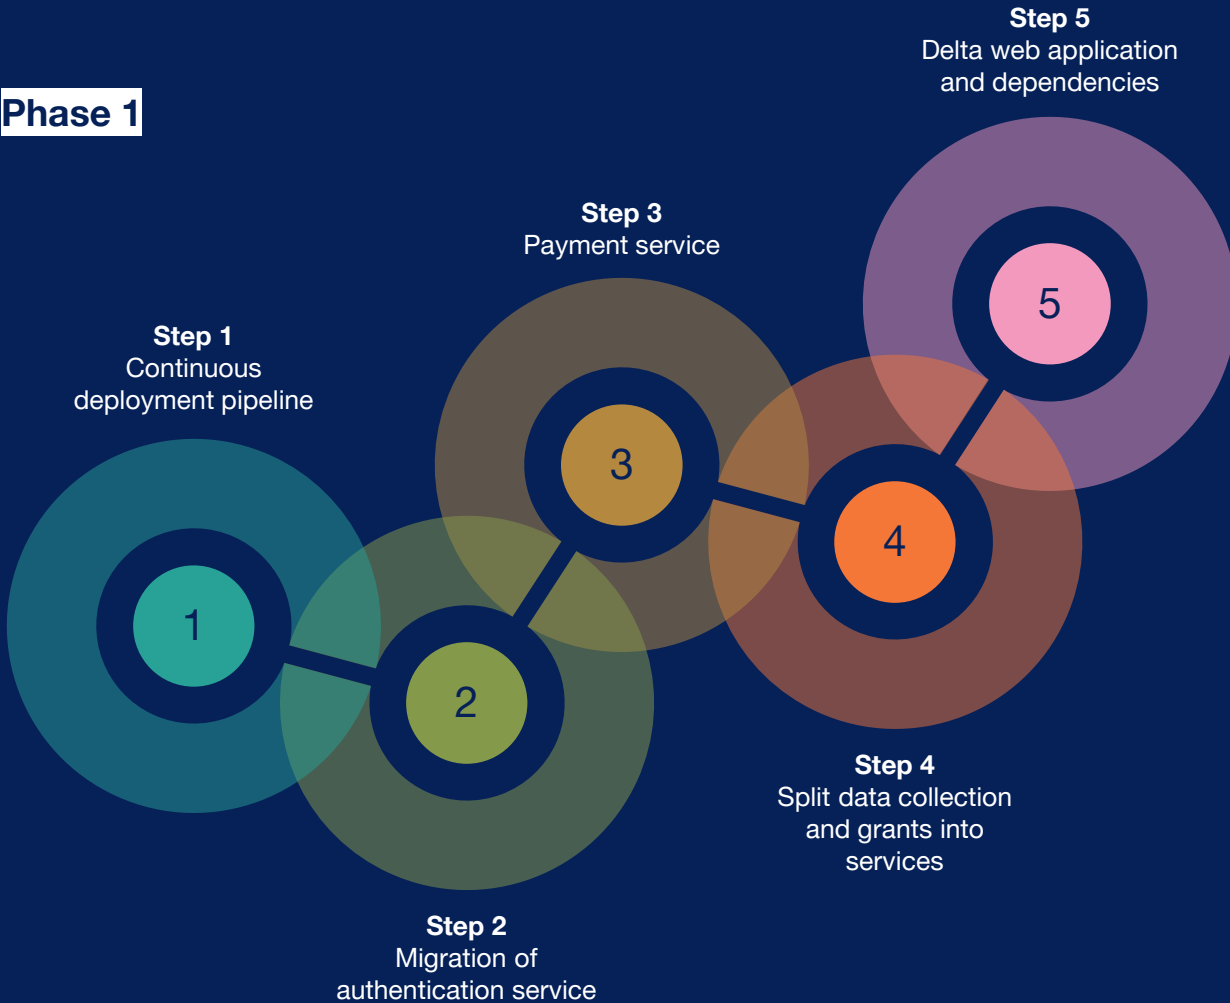 Phase 1
Step 1
Continuous
deployment pipeline
1
Step 2
Migration of
authentication service
2
Step 3
Payment service
3
Step 4
Split data collection
and grants into
services
4
Step 5
Delta web application
and dependencies
5